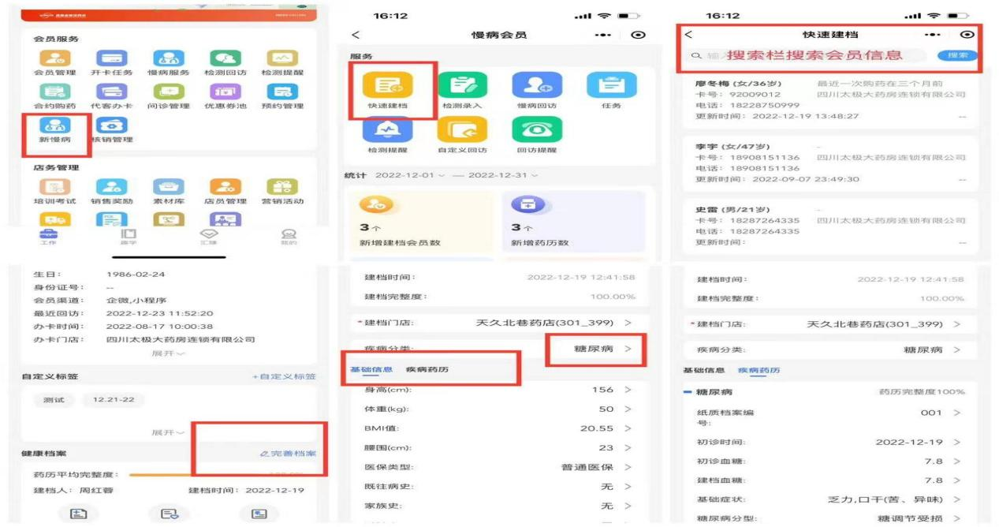 会员服务
会员管理 开卡任务 慢病服务 检测回访 检测提醒
合约购药 代客办卡 问诊管理 优惠券池 预约管理
新慢病 核销管理
店务管理
培训考试 销售奖励 素材库 店员管理 营销活动
工作 趣学 汇赚 我的
16:12
慢病会员
服务
快速建档 检测录入 慢病回访 任务
检测提醒 自定义回访 回访提醒
统计 2022-12-01 — 2022-12-31
3个 3个
新增建档会员数 新增药历数
16:12
快速建档
搜索栏搜索会员信息 搜索
廖冬梅 (女/36岁) 最近一次购药在三个月前
卡号: 92009012 四川太极大药房连锁有限公司
电话: 18228750999
更新时间: 2022-12-19 13:48:27 --
李宇 (女/47岁) -
卡号: 18908151136 四川太极大药房连锁有限公司
电话: 18908151136
更新时间: 2022-09-07 23:49:30 --
史雷 (男/21岁) -
卡号: 18287264335 四川太极大药房连锁有限公司
电话: 18287264335
更新时间: --
生日: 1986-02-24
身份证号: --
会员渠道: 企微,小程序
最近回访: 2022-12-23 11:52:20
办卡时间: 2022-08-17 10:00:38
办卡门店: 四川太极大药房连锁有限公司
展开
自定义标签 +自定义标签
测试 12.21-22
展开
健康档案 完善档案
药历平均完整度:
建档人: 周红蓉 建档时间: 2022-12-19
建档时间: 2022-12-19 12:41:58
建档完整度: 100.00%
*建档门店: 天久北巷药店(301_399) >
疾病分类: 糖尿病 >
基础信息 疾病药历
身高(cm): 156 >
体重(kg): 50 >
BMI值: 20.55 >
腰围(cm): 23 >
医保类型: 普通医保 >
既往病史: 无 >
家族史: 无 >
建档时间: 2022-12-19 12:41:58
建档完整度: 100.00%
*建档门店: 天久北巷药店(301_399) >
疾病分类: 糖尿病 >
基础信息 疾病药历
糖尿病 药历完整度100%
纸质档案编 001 >
号:
初诊时间: 2022-12-19 >
初诊血糖: 7.8 >
建档血糖: 7.8 >
基础症状: 乏力,口干(苦、异味) >
糖尿病分型: 糖调节受损 >